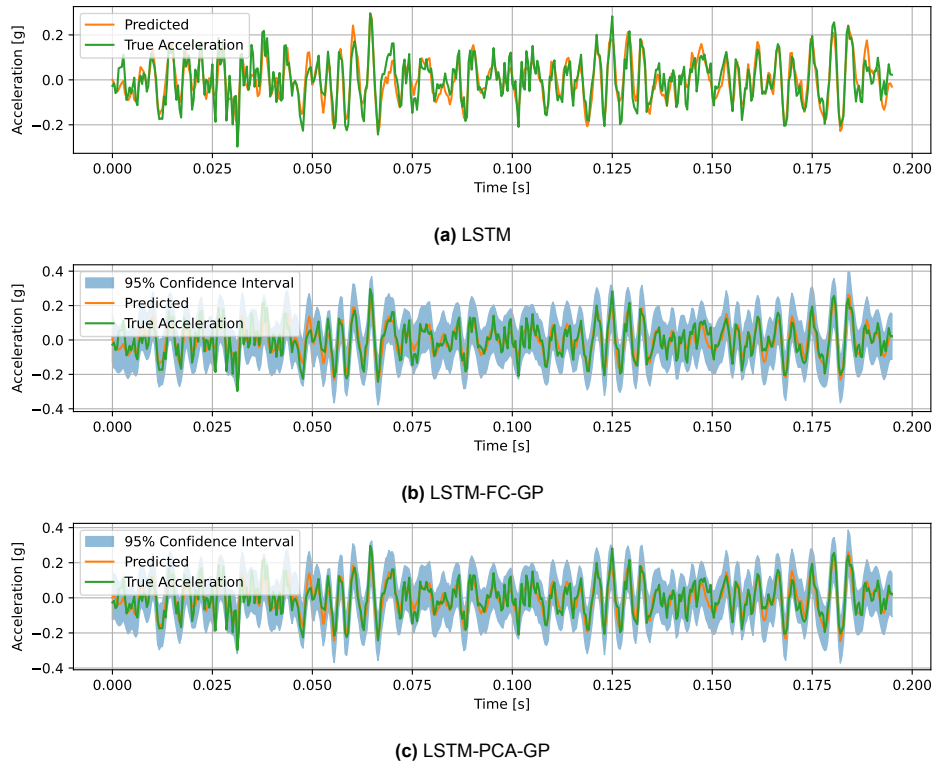 Acceleration [g]
0.2
0.0
−0.2
Predicted
True Acceleration
0.000 0.025 0.050 0.075 0.100 0.125 0.150 0.175 0.200
Time [s]
(a) LSTM
Acceleration [g]
0.4
0.2
0.0
−0.2
−0.4
95% Confidence Interval
Predicted
True Acceleration
0.000 0.025 0.050 0.075 0.100 0.125 0.150 0.175 0.200
Time [s]
(b) LSTM-FC-GP
Acceleration [g]
0.4
0.2
0.0
−0.2
−0.4
95% Confidence Interval
Predicted
True Acceleration
0.000 0.025 0.050 0.075 0.100 0.125 0.150 0.175 0.200
Time [s]
(c) LSTM-PCA-GP